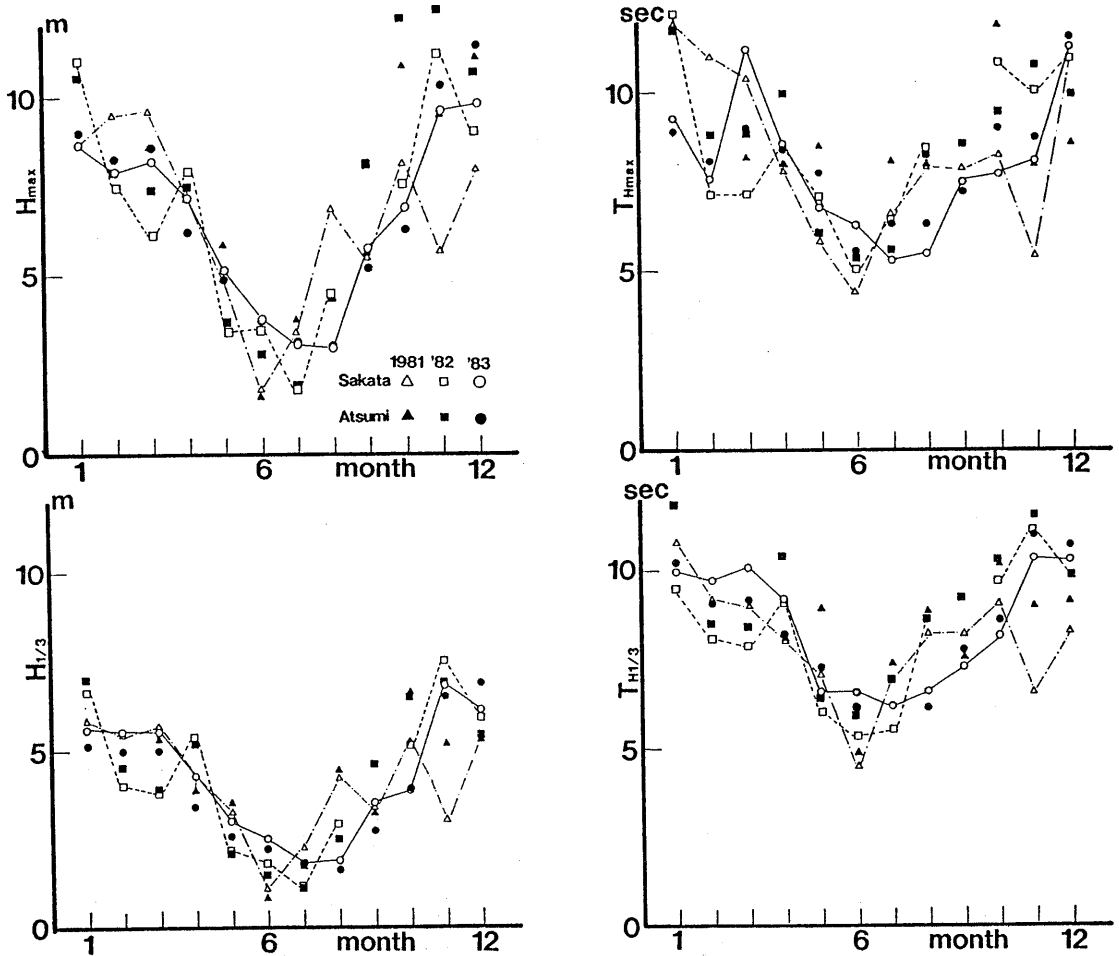 m
10
5
0
Hmax
1 6 month 12
1981 '82 '83
Sakata
Atsumi
sec
10
5
0
THmax
1 6 month 12
m
10
5
0
H1/3
1 6 month 12
sec
10
5
0
TH1/3
1 6 month 12